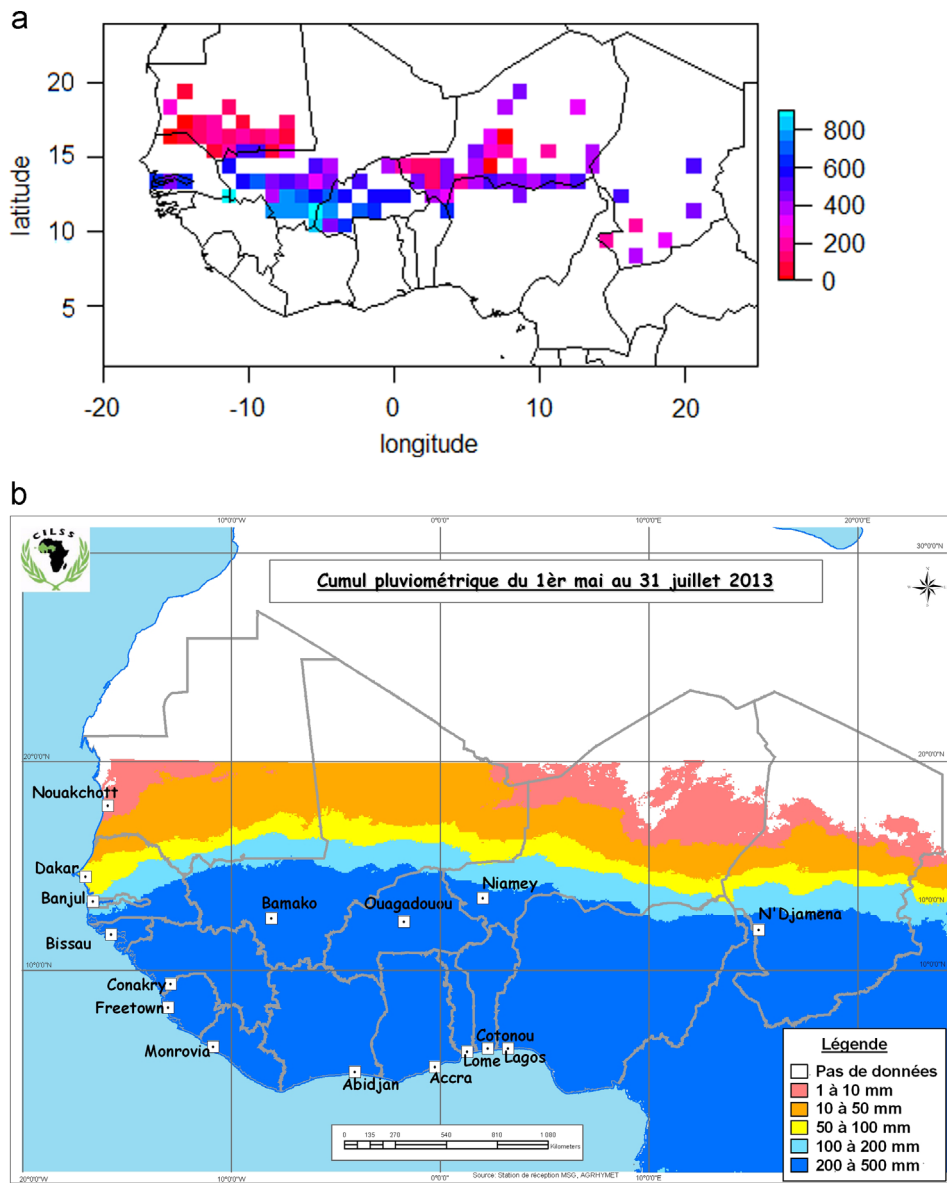 a
20
15
10
5
latitude
-20
-10
0
10
20
longitude
800
600
400
200
0
b
CILSS
10°0'0"W
0°0'0"
10°0'0"E
20°0'0"E
30°0'0"N
30°0'0"N
Cumul pluviométrique du 1èr mai au 31 juillet 2013
20°0'0"N
20°0'0"N
Nouakchott
Dakar
Banjul
Bissau
Bamako
Ouagadouou
Niamey
N'Djamena
10°0'0"N
10°0'0"N
Conakry
Freetown
Monrovia
Abidjan
Accra
Lome
Cotonou
Lagos
Légende
Pas de données
1 à 10 mm
10 à 50 mm
50 à 100 mm
100 à 200 mm
200 à 500 mm
0 135 270 540 810 1 080
Kilometers
Source: Station de réception MSG, AGRHYMET
20°0'0"W
10°0'0"W
0°0'0"
10°0'0"E